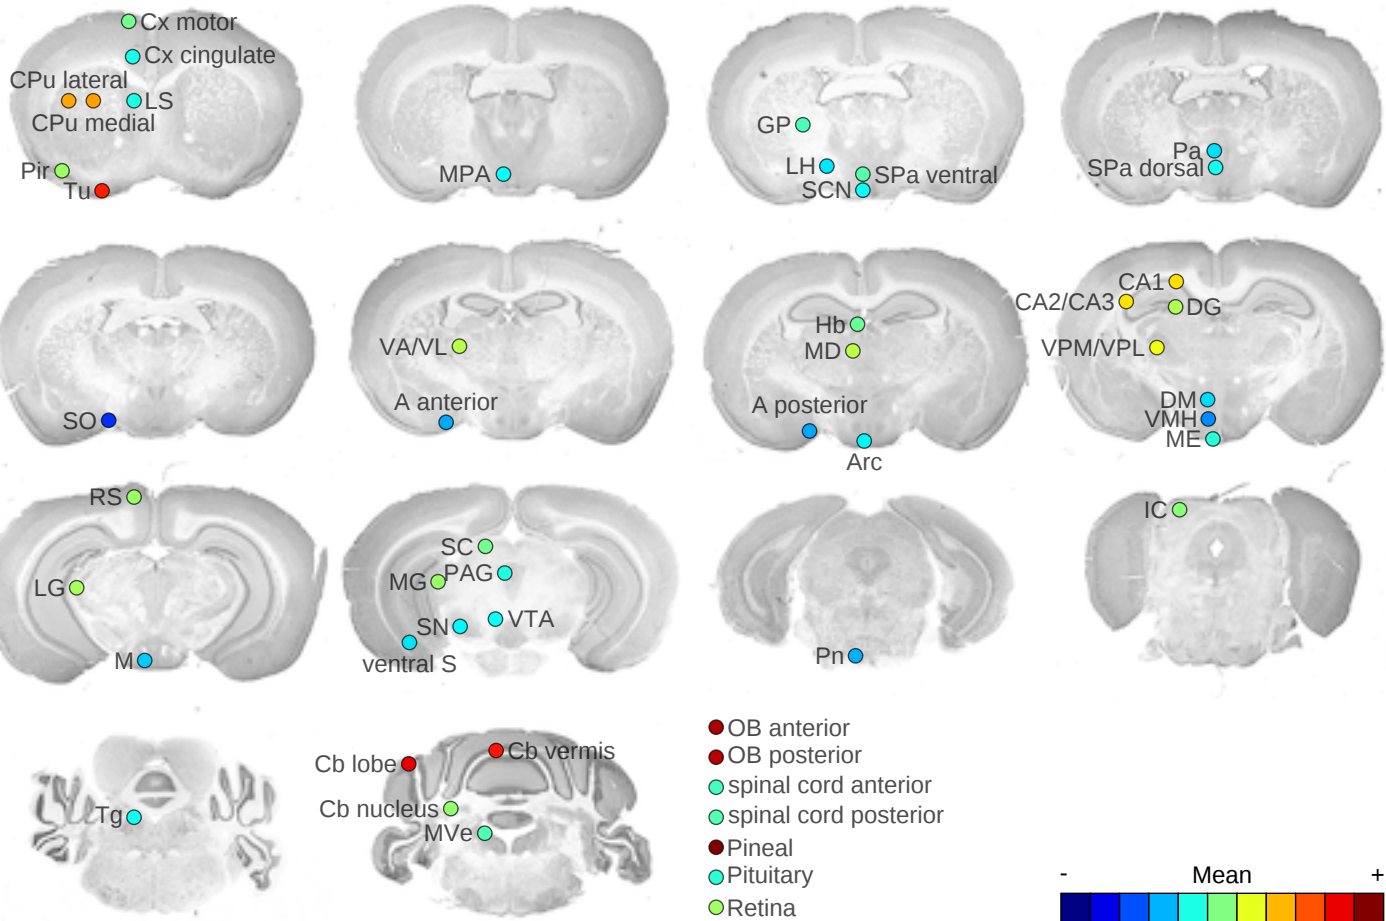 Cx motor
Cx cingulate
CPu lateral
LS
CPu medial
Pir
Tu
MPA
GP
LH
SPa ventral
SCN
Pa
SPa dorsal
SO
VA/VL
A anterior
Hb
MD
A posterior
Arc
CA1
CA2/CA3
DG
VPM/VPL
DM
VMH
ME
RS
LG
M
SC
PAG
MG
SN
VTA
ventral S
Pn
IC
Tg
Cb lobe
Cb vermis
Cb nucleus
MVe
OB anterior
OB posterior
spinal cord anterior
spinal cord posterior
Pineal
Pituitary
Retina
- Mean +